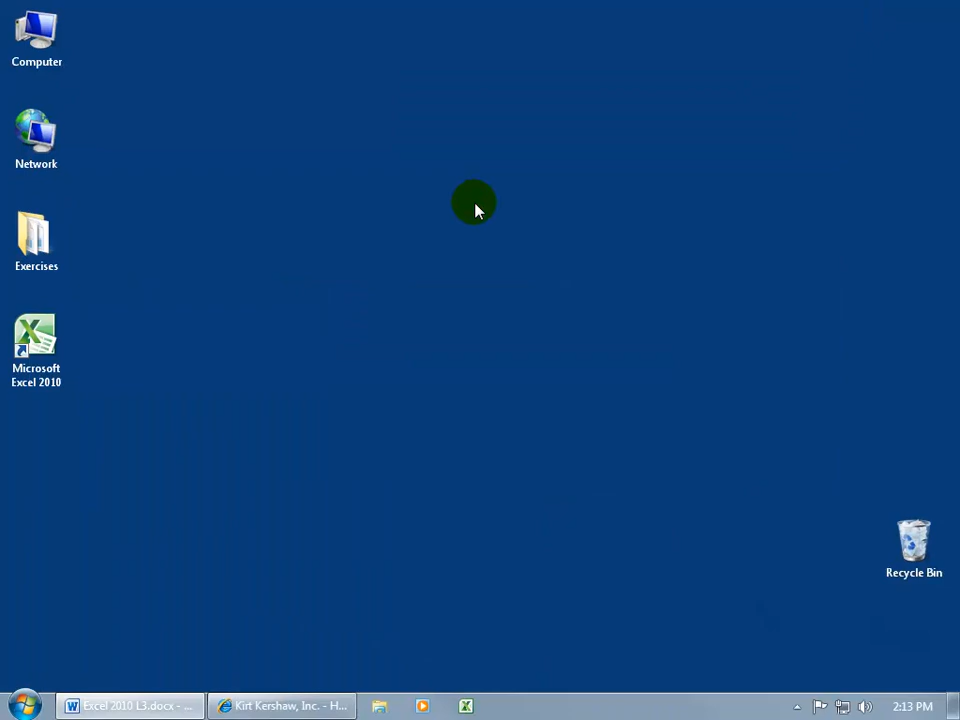 Computer
Network
Exercises
Microsoft
Excel 2010
Recycle Bin
Excel 2010 L3.docx - ...
Kirt Kershaw, Inc. - H...
2:13 PM